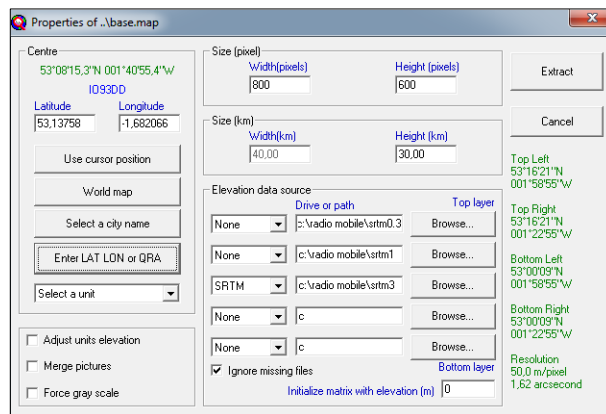 Properties of ..\base.map
Centre
53°08'15,3"N 001°40'55,4"W
IO93DD
Latitude Longitude
53,13758 -1,682066
Use cursor position
World map
Select a city name
Enter LAT LON or QRA
Select a unit
Adjust units elevation
Merge pictures
Force gray scale
Size (pixel)
Width(pixels) Height (pixels)
800 600
Size (km)
Width(km) Height (km)
40,00 30,00
Elevation data source
Drive or path Top layer
None c:\radio mobile\srtm0.3 Browse...
None c:\radio mobile\srtm1 Browse...
SRTM c:\radio mobile\srtm3 Browse...
None c Browse...
None c Browse...
Ignore missing files Bottom layer
Initialize matrix with elevation (m) 0
Extract
Cancel
Top Left
53°16'21"N
001°58'55"W
Top Right
53°16'21"N
001°22'55"W
Bottom Left
53°00'09"N
001°58'55"W
Bottom Right
53°00'09"N
001°22'55"W
Resolution
50,0 m/pixel
1,62 arcsecond